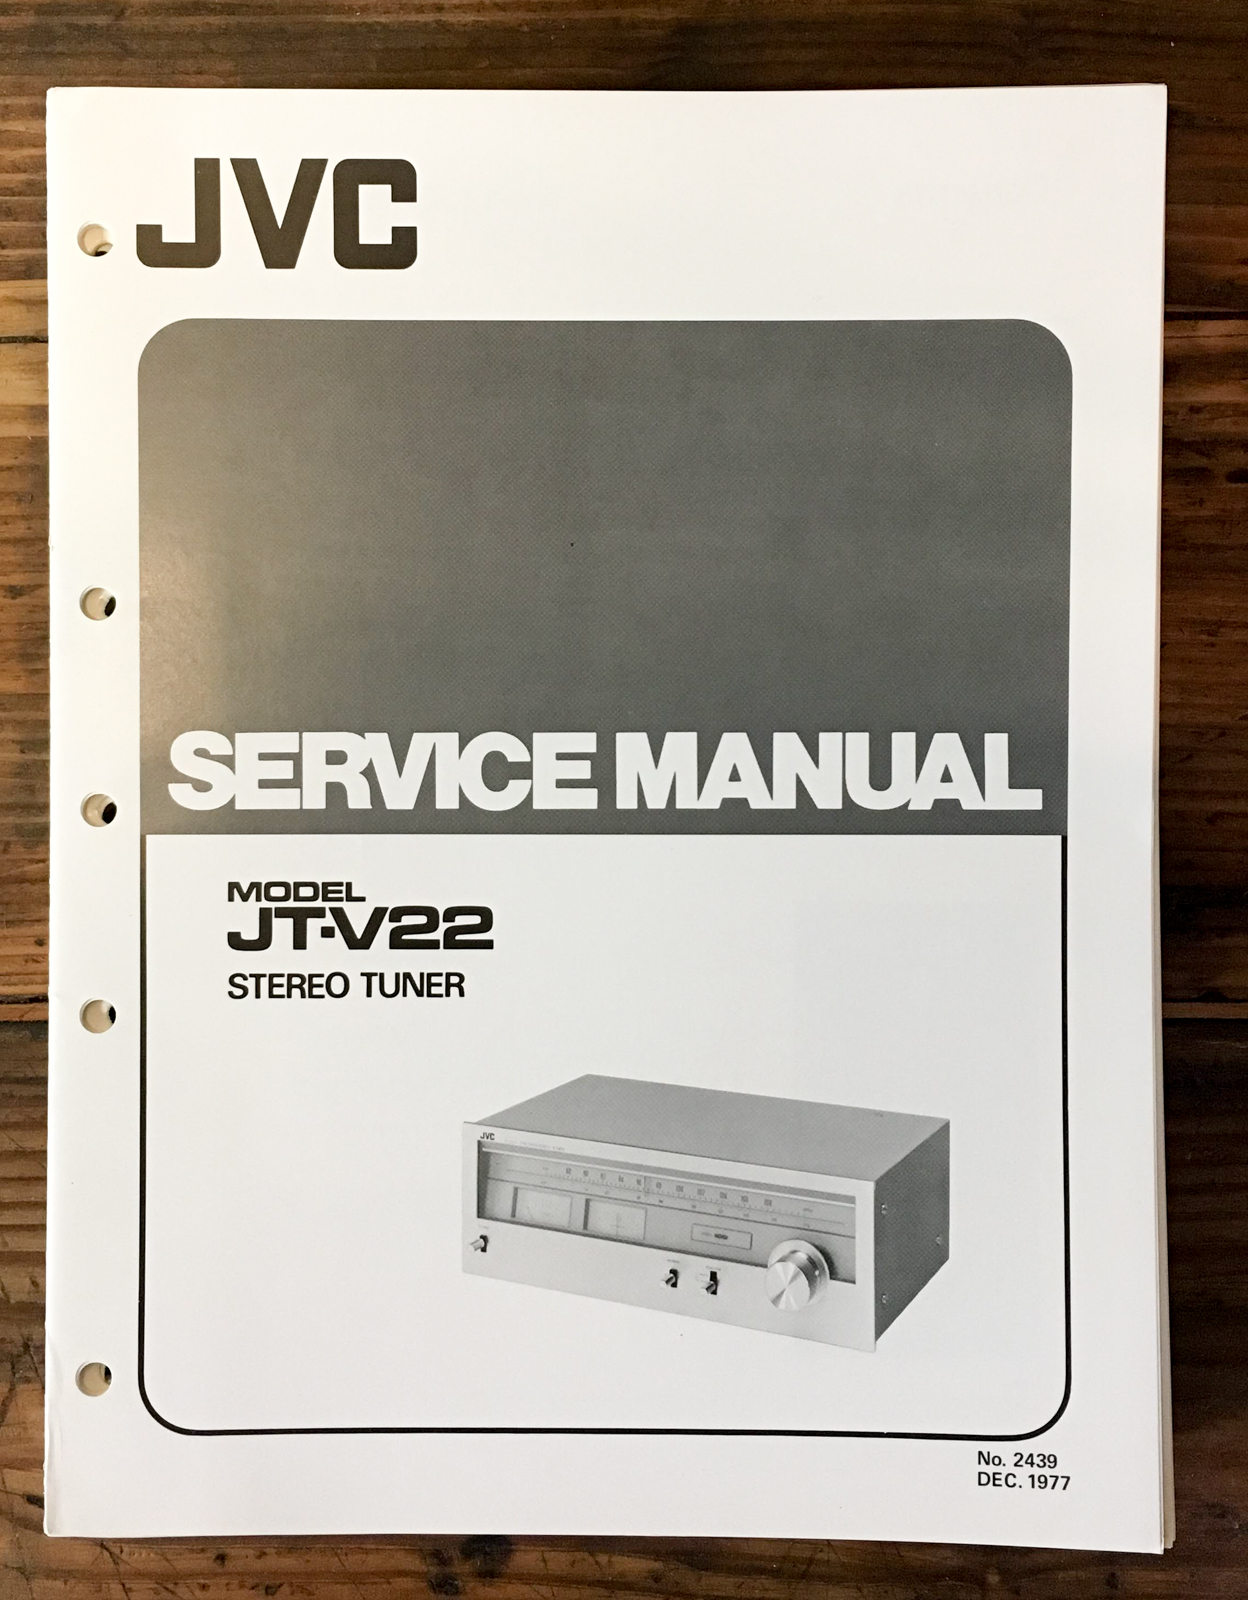 JVC
SERVICE MANUAL
MODEL
JT-V22
STEREO TUNER
JVC
No. 2439
DEC. 1977